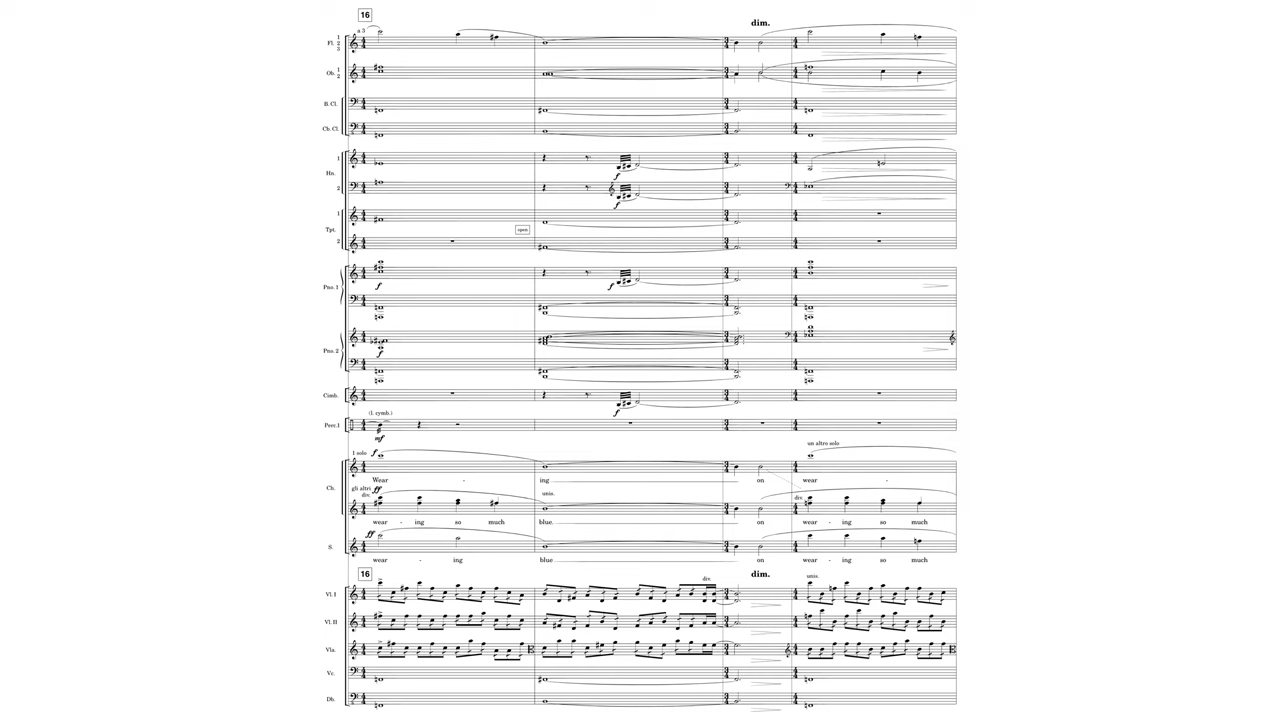 16
dim.
a 3
Fl. 1 2 3
Ob. 1 2
B. Cl.
Cb. Cl.
Hn. 1
f
2
f
Tpt. 1
open
2
Pno. 1
f
f
Pno. 2
f
Cimb.
f
(l. cymb.)
Perc.1
mf
un altro solo
1 solo f
Ch.
Wear - ing on wear -
gli altri ff
div. unis. div.
wear - ing so much blue on wear - ing so much
ff
S.
wear - ing blue on wear - ing so much
16
dim.
div. unis.
Vl. I
Vl. II
Vla.
Vc.
Db.